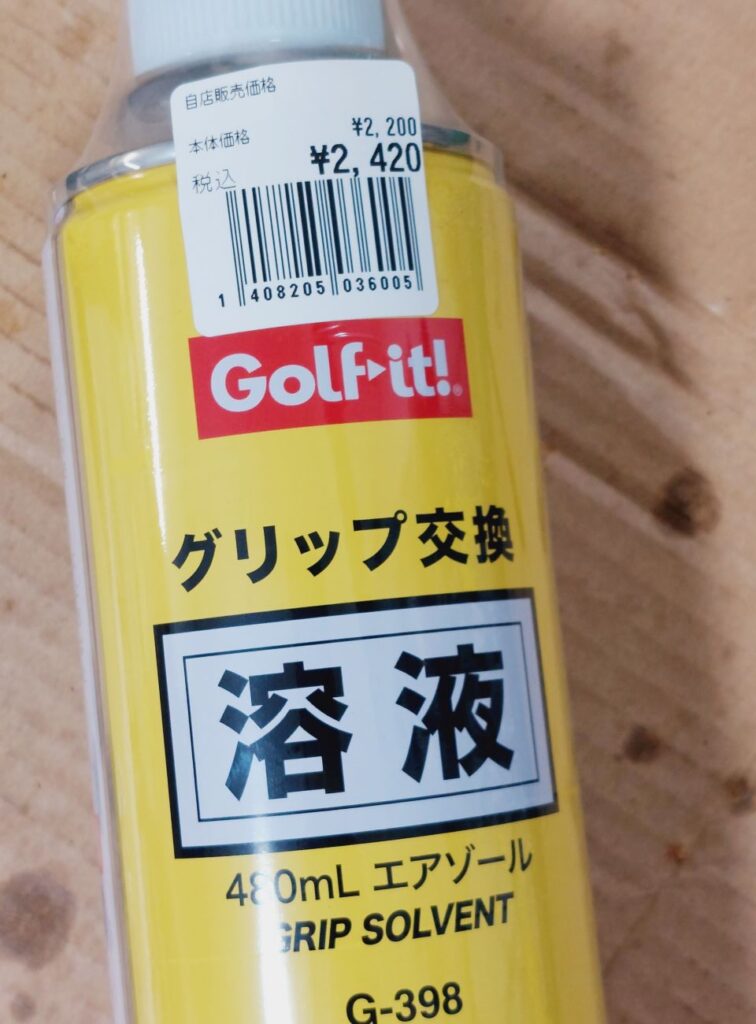 自店販売価格
本体価格 ¥2,200
税込 ¥2,420
1 408205 036005
Golf▸it!®
グリップ交換
溶液
480mL エアゾール
GRIP SOLVENT
G-398